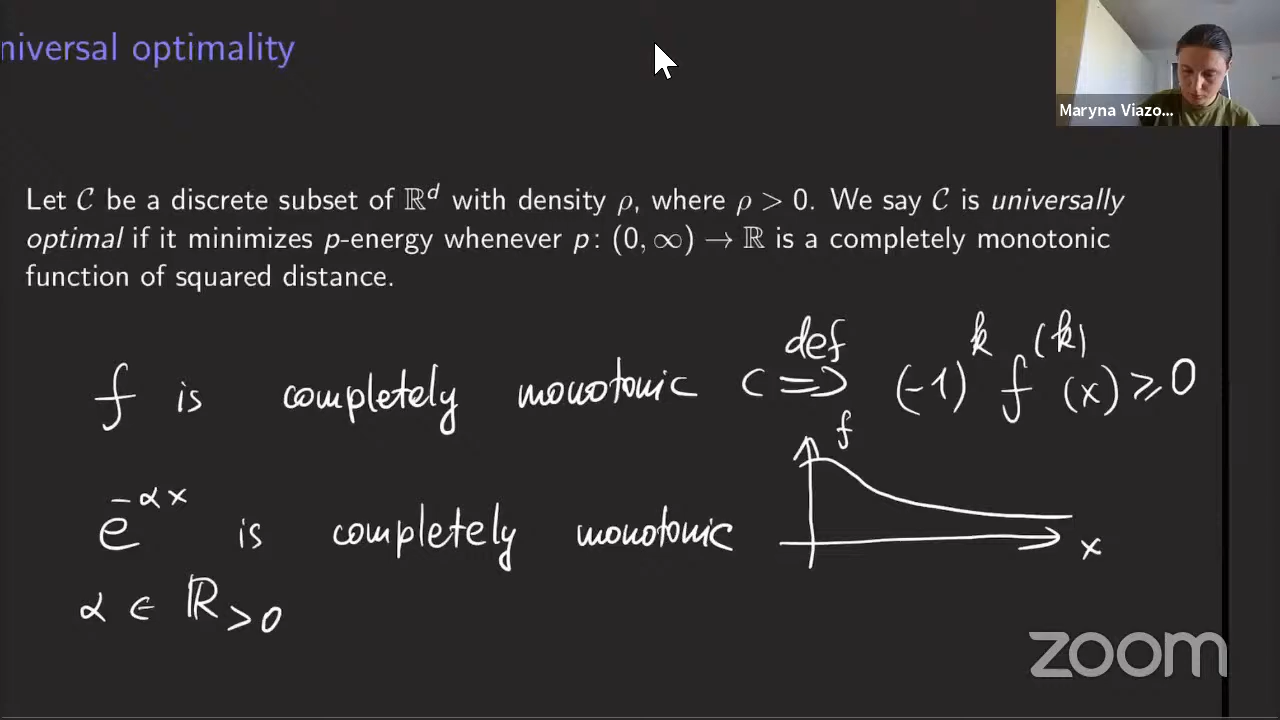 niversal optimality
Maryna Viazo...
Let 𝒞 be a discrete subset of ℝᵈ with density ρ, where ρ > 0. We say 𝒞 is universally
optimal if it minimizes p-energy whenever p: (0, ∞) → ℝ is a completely monotonic
function of squared distance.
f is completely monotonic ⟺ def (-1)^k f^(k) (x) ⩾ 0
f
e^{-αx} is completely monotonic
x
α ∈ ℝ_{>0}
zoom